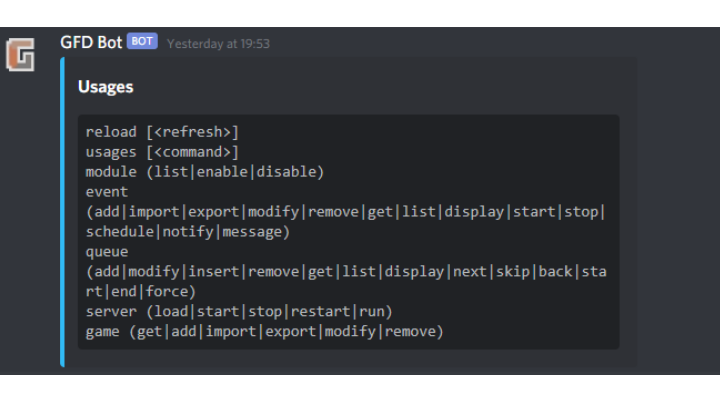 GFD Bot BOT Yesterday at 19:53
Usages
reload [<refresh>]
usages [<command>]
module (list|enable|disable)
event
(add|import|export|modify|remove|get|list|display|start|stop|
schedule|notify|message)
queue
(add|modify|insert|remove|get|list|display|next|skip|back|sta
rt|end|force)
server (load|start|stop|restart|run)
game (get|add|import|export|modify|remove)